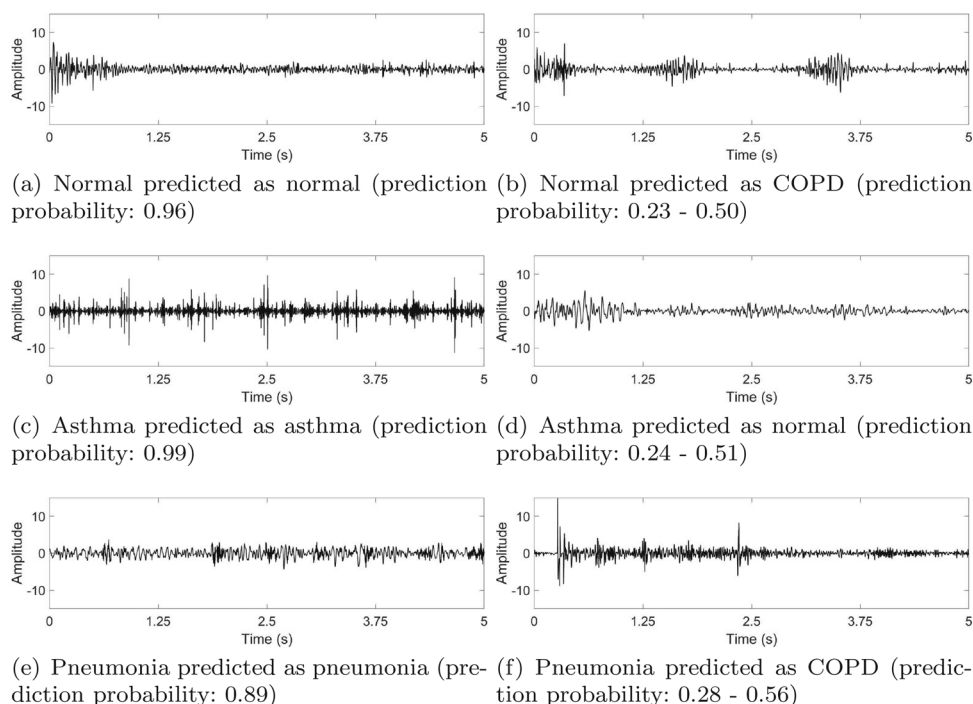 10
0
-10
Amplitude
0 1.25 2.5 3.75 5
Time (s)
(a) Normal predicted as normal (prediction
probability: 0.96)
10
0
-10
Amplitude
0 1.25 2.5 3.75 5
Time (s)
(b) Normal predicted as COPD (prediction
probability: 0.23 - 0.50)
10
0
-10
Amplitude
0 1.25 2.5 3.75 5
Time (s)
(c) Asthma predicted as asthma (prediction
probability: 0.99)
10
0
-10
Amplitude
0 1.25 2.5 3.75 5
Time (s)
(d) Asthma predicted as normal (prediction
probability: 0.24 - 0.51)
10
0
-10
Amplitude
0 1.25 2.5 3.75 5
Time (s)
(e) Pneumonia predicted as pneumonia (pre-
diction probability: 0.89)
10
0
-10
Amplitude
0 1.25 2.5 3.75 5
Time (s)
(f) Pneumonia predicted as COPD (predic-
tion probability: 0.28 - 0.56)